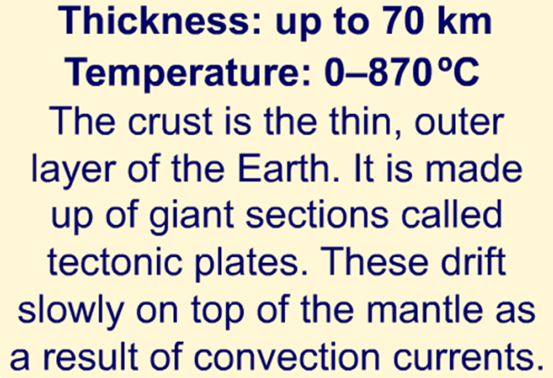 Thickness: up to 70 km
Temperature: 0–870ºC
The crust is the thin, outer
layer of the Earth. It is made
up of giant sections called
tectonic plates. These drift
slowly on top of the mantle as
a result of convection currents.